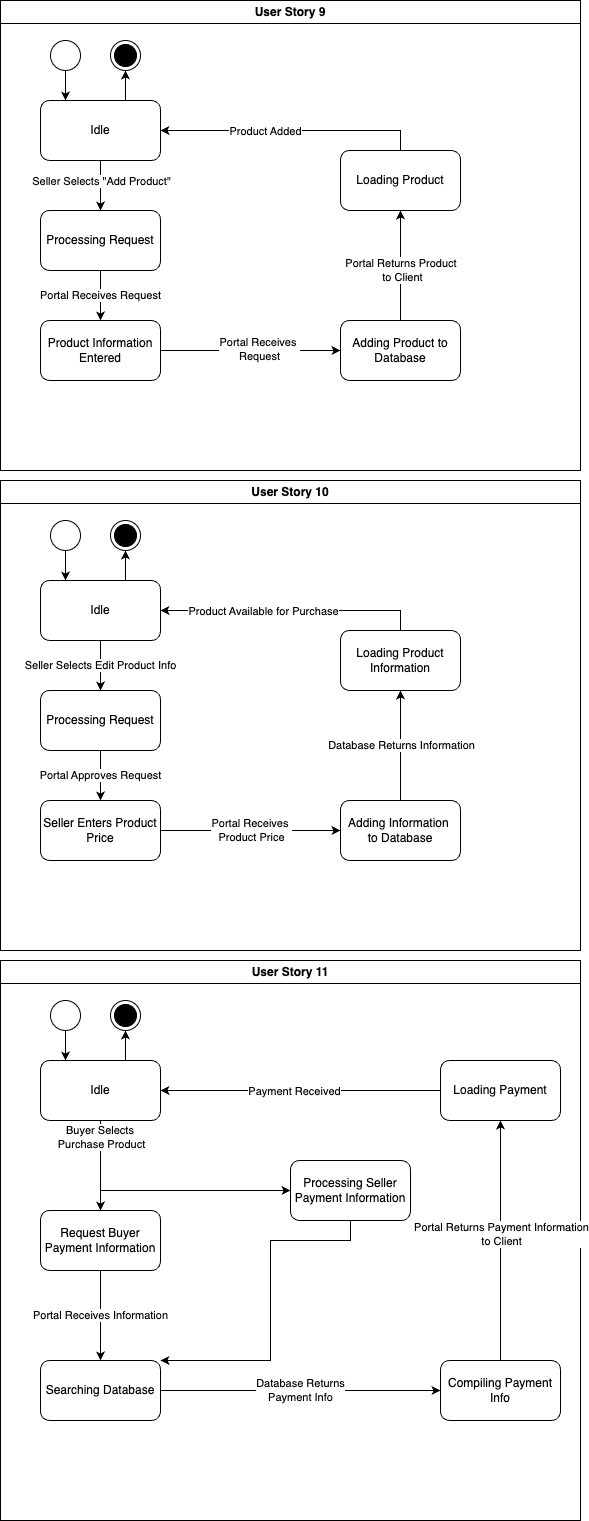 User Story 9
Idle
Product Added
Loading Product
Seller Selects "Add Product"
Processing Request
Portal Returns Product
to Client
Portal Receives Request
Product Information
Entered
Portal Receives
Request
Adding Product to
Database
User Story 10
Idle
Product Available for Purchase
Loading Product
Information
Seller Selects Edit Product Info
Processing Request
Database Returns Information
Portal Approves Request
Seller Enters Product
Price
Portal Receives
Product Price
Adding Information
to Database
User Story 11
Idle
Payment Received
Loading Payment
Buyer Selects
Purchase Product
Processing Seller
Payment Information
Request Buyer
Payment Information
Portal Returns Payment Information
to Client
Portal Receives Information
Searching Database
Database Returns
Payment Info
Compiling Payment
Info